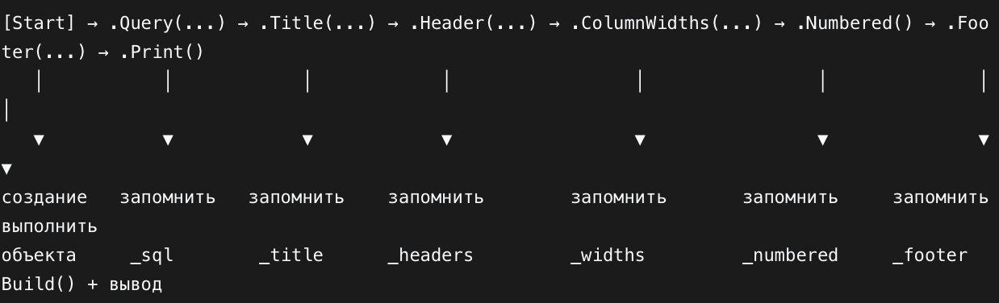 [Start] → .Query(...) → .Title(...) → .Header(...) → .ColumnWidths(...) → .Numbered() → .Foo
ter(...) → .Print()
│ │ │ │ │ │ │
│
▼ ▼ ▼ ▼ ▼ ▼ ▼
▼
создание запомнить запомнить запомнить запомнить запомнить запомнить
выполнить
объекта _sql _title _headers _widths _numbered _footer
Build() + вывод